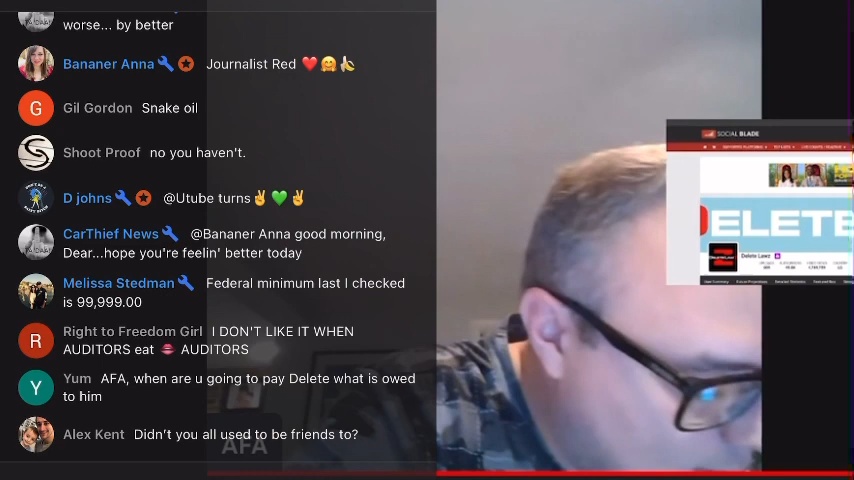 worse... by better
Bananer Anna Journalist Red ❤️🤗🍌
G
Gil Gordon Snake oil
Shoot Proof no you haven't.
D johns @Utube turns✌️💚✌️
CarThief News @Bananer Anna good morning,
Dear...hope you're feelin' better today
Melissa Stedman Federal minimum last I checked
is 99,999.00
R
Right to Freedom Girl I DON'T LIKE IT WHEN
AUDITORS eat 👄 AUDITORS
Y
Yum AFA, when are u going to pay Delete what is owed
to him
Alex Kent Didn't you all used to be friends to?
AFA
SOCIAL BLADE
DELETE
Delete Lawz